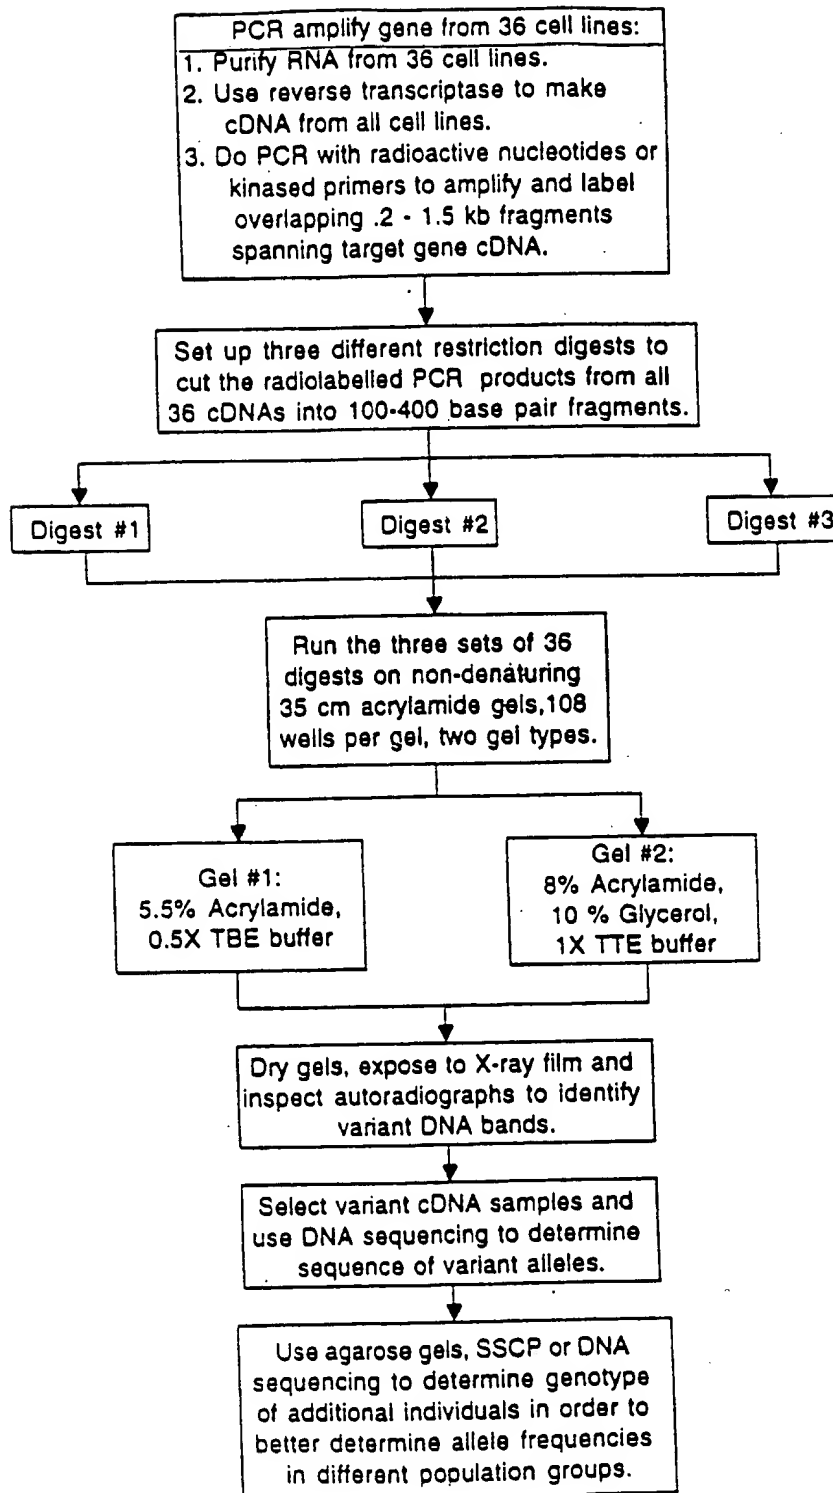 PCR amplify gene from 36 cell lines:
1. Purify RNA from 36 cell lines.
2. Use reverse transcriptase to make
cDNA from all cell lines.
3. Do PCR with radioactive nucleotides or
kinased primers to amplify and label
overlapping .2 - 1.5 kb fragments
spanning target gene cDNA.
Set up three different restriction digests to
cut the radiolabelled PCR products from all
36 cDNAs into 100-400 base pair fragments.
Digest #1
Digest #2
Digest #3
Run the three sets of 36
digests on non-denaturing
35 cm acrylamide gels,108
wells per gel, two gel types.
Gel #1:
5.5% Acrylamide,
0.5X TBE buffer
Gel #2:
8% Acrylamide,
10 % Glycerol,
1X TTE buffer
Dry gels, expose to X-ray film and
inspect autoradiographs to identify
variant DNA bands.
Select variant cDNA samples and
use DNA sequencing to determine
sequence of variant alleles.
Use agarose gels, SSCP or DNA
sequencing to determine genotype
of additional individuals in order to
better determine allele frequencies
in different population groups.